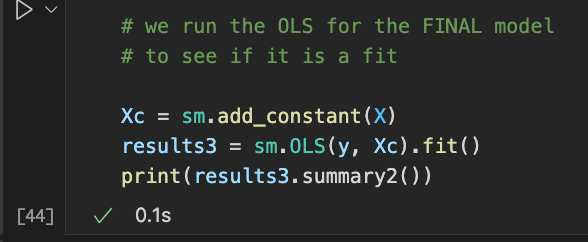 # we run the OLS for the FINAL model
# to see if it is a fit
Xc = sm.add_constant(X)
results3 = sm.OLS(y, Xc).fit()
print(results3.summary2())
[44] ✓ 0.1s